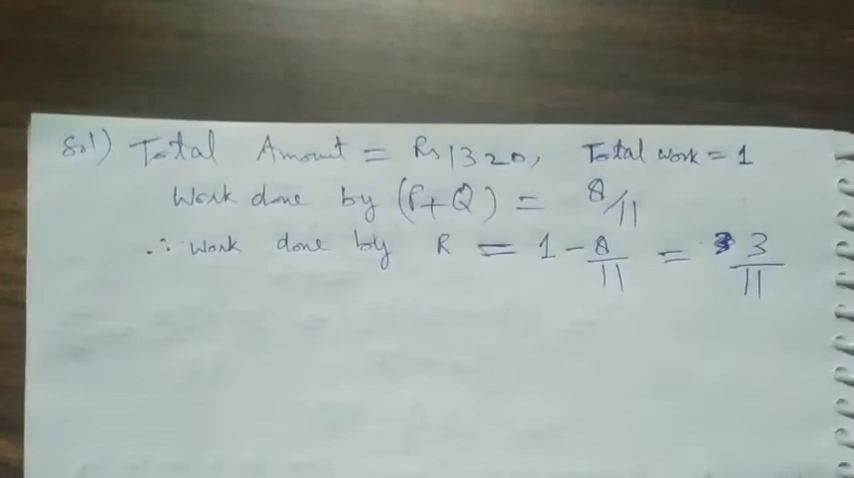 Sol) Total Amount = Rs 1320, Total work = 1
Work done by (P+Q) = 8/11
∴ Work done by R = 1 - 8/11 = 3/11